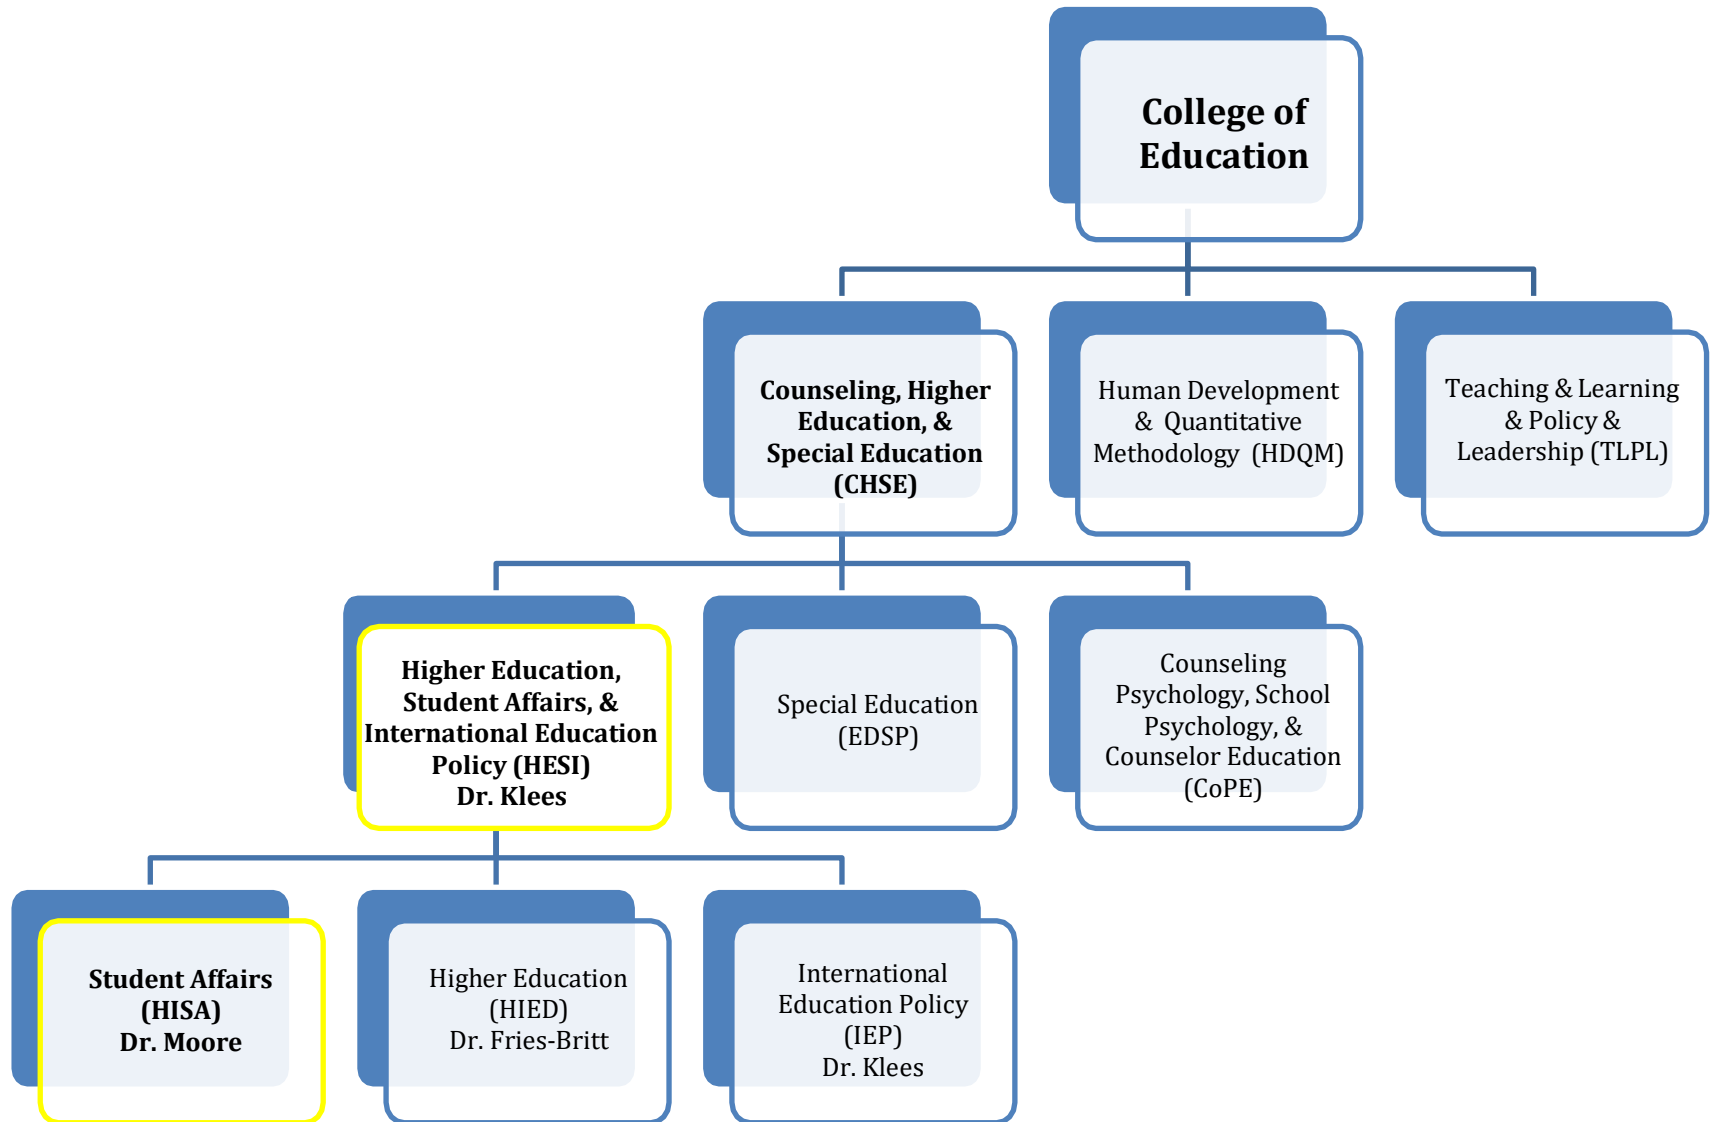 College of
Education
Counseling, Higher
Education, &
Special Education
(CHSE)
Human Development
& Quantitative
Methodology (HDQM)
Teaching & Learning
& Policy &
Leadership (TLPL)
Higher Education,
Student Affairs, &
International Education
Policy (HESI)
Dr. Klees
Special Education
(EDSP)
Counseling
Psychology, School
Psychology, &
Counselor Education
(CoPE)
Student Affairs
(HISA)
Dr. Moore
Higher Education
(HIED)
Dr. Fries-Britt
International
Education Policy
(IEP)
Dr. Klees